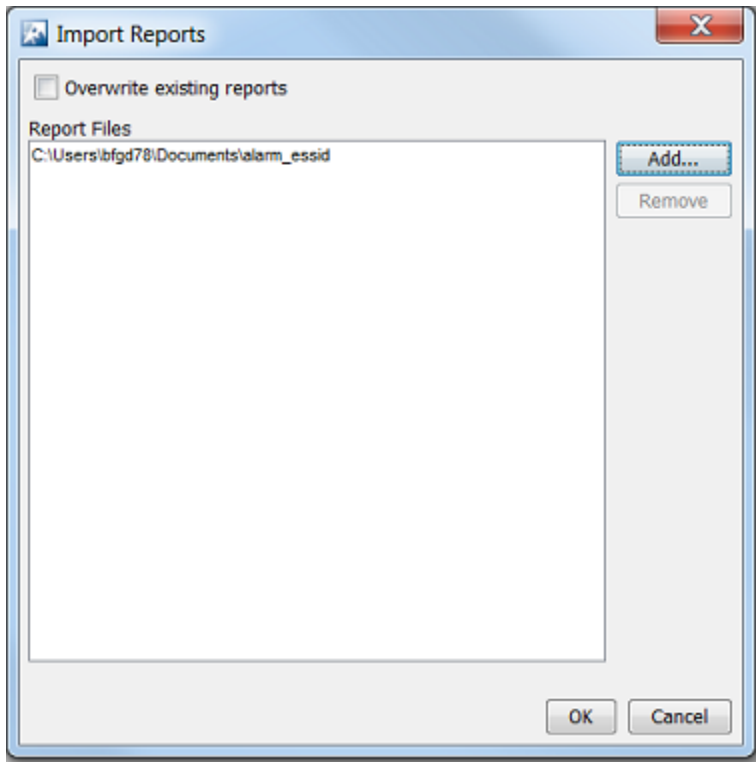 Import Reports
Overwrite existing reports
Report Files
C:\Users\bfgd78\Documents\alarm_essid
Add...
Remove
OK
Cancel